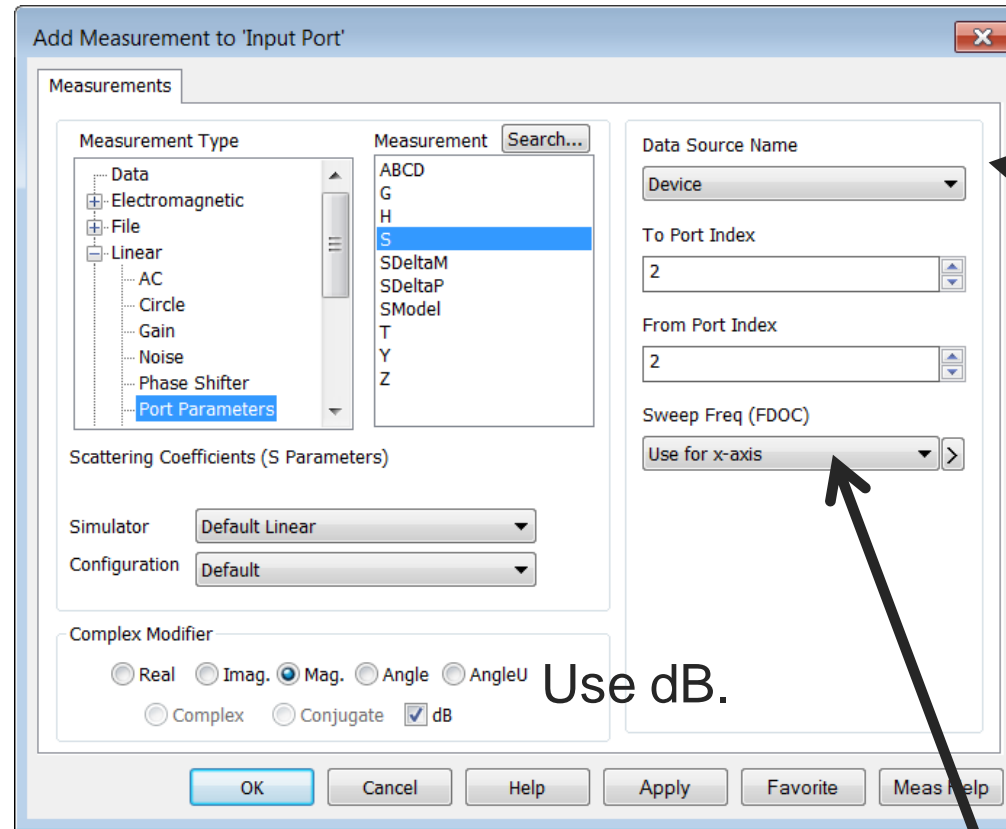 Add Measurement to 'Input Port'
Measurements
Measurement Type
Data
Electromagnetic
File
Linear
AC
Circle
Gain
Noise
Phase Shifter
Port Parameters
Measurement
Search...
ABCD
G
H
S
SDeltaM
SDeltaP
SModel
T
Y
Z
Scattering Coefficients (S Parameters)
Simulator Default Linear
Configuration Default
Complex Modifier
Real Imag. Mag. Angle AngleU
Complex Conjugate dB
Use dB.
Data Source Name
Device
To Port Index
2
From Port Index
2
Sweep Freq (FDOC)
Use for x-axis >
OK Cancel Help Apply Favorite Meas Help